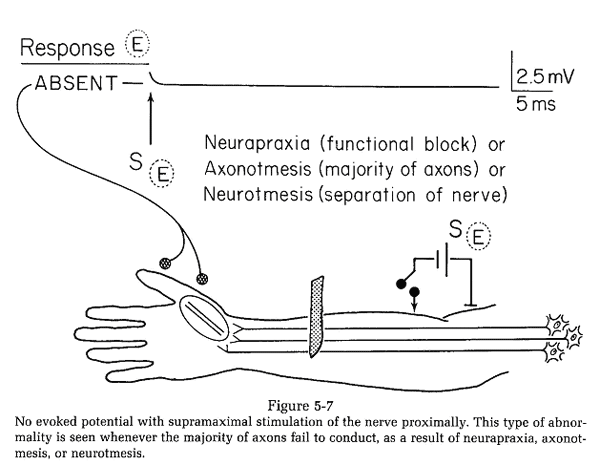 Response E
ABSENT
2.5 mV
5 ms
S E
Neurapraxia (functional block) or
Axonotmesis (majority of axons) or
Neurotmesis (separation of nerve)
S E
Figure 5-7
No evoked potential with supramaximal stimulation of the nerve proximally. This type of abnor-
mality is seen whenever the majority of axons fail to conduct, as a result of neurapraxia, axonot-
mesis, or neurotmesis.